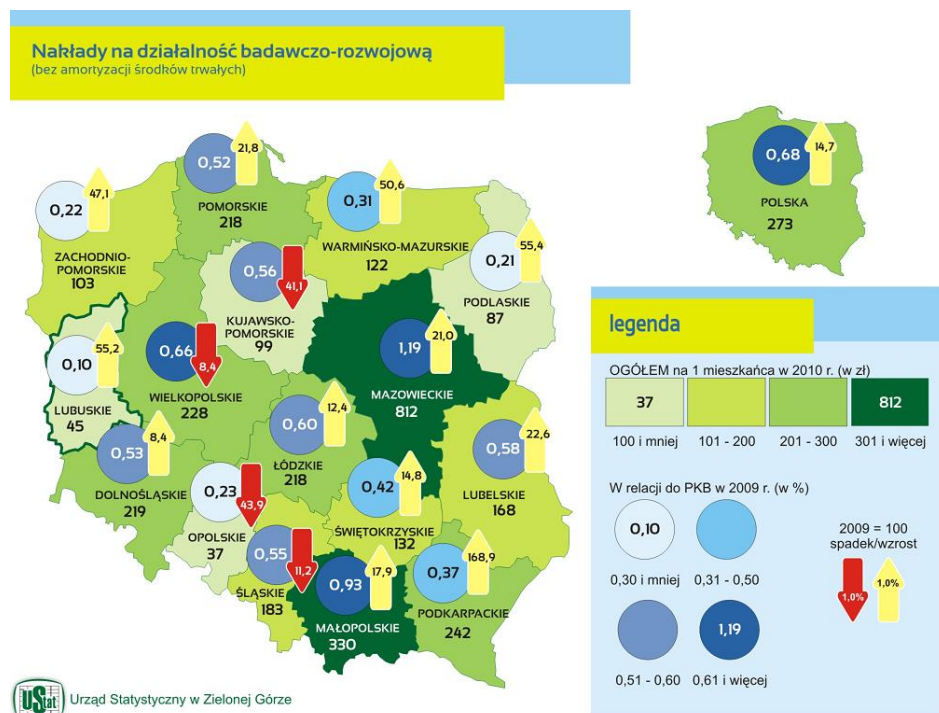 Nakłady na działalność badawczo-rozwojową
(bez amortyzacji środków trwałych)
0,68
14,7
POLSKA
273
0,52
21,8
POMORSKIE
218
0,22
47,1
ZACHODNIO-
POMORSKIE
103
0,31
50,6
WARMIŃSKO-MAZURSKIE
122
0,21
55,4
PODLASKIE
87
0,56
41,1
KUJAWSKO-
POMORSKIE
99
0,10
55,2
LUBUSKIE
45
0,66
8,4
WIELKOPOLSKIE
228
1,19
21,0
MAZOWIECKIE
812
0,60
12,4
ŁÓDZKIE
218
0,53
8,4
DOLNOŚLĄSKIE
219
0,58
22,6
LUBELSKIE
168
0,23
43,9
OPOLSKIE
37
0,42
14,8
ŚWIĘTOKRZYSKIE
132
0,55
11,2
ŚLĄSKIE
183
0,93
17,9
MAŁOPOLSKIE
330
0,37
168,9
PODKARPACKIE
242
legenda
OGÓŁEM na 1 mieszkańca w 2010 r. (w zł)
37
812
100 i mniej
101 - 200
201 - 300
301 i więcej
W relacji do PKB w 2009 r. (w %)
0,10
0,30 i mniej
0,31 - 0,50
1,19
0,51 - 0,60
0,61 i więcej
2009 = 100
spadek/wzrost
1,0%
1,0%
UStat
Urząd Statystyczny w Zielonej Górze